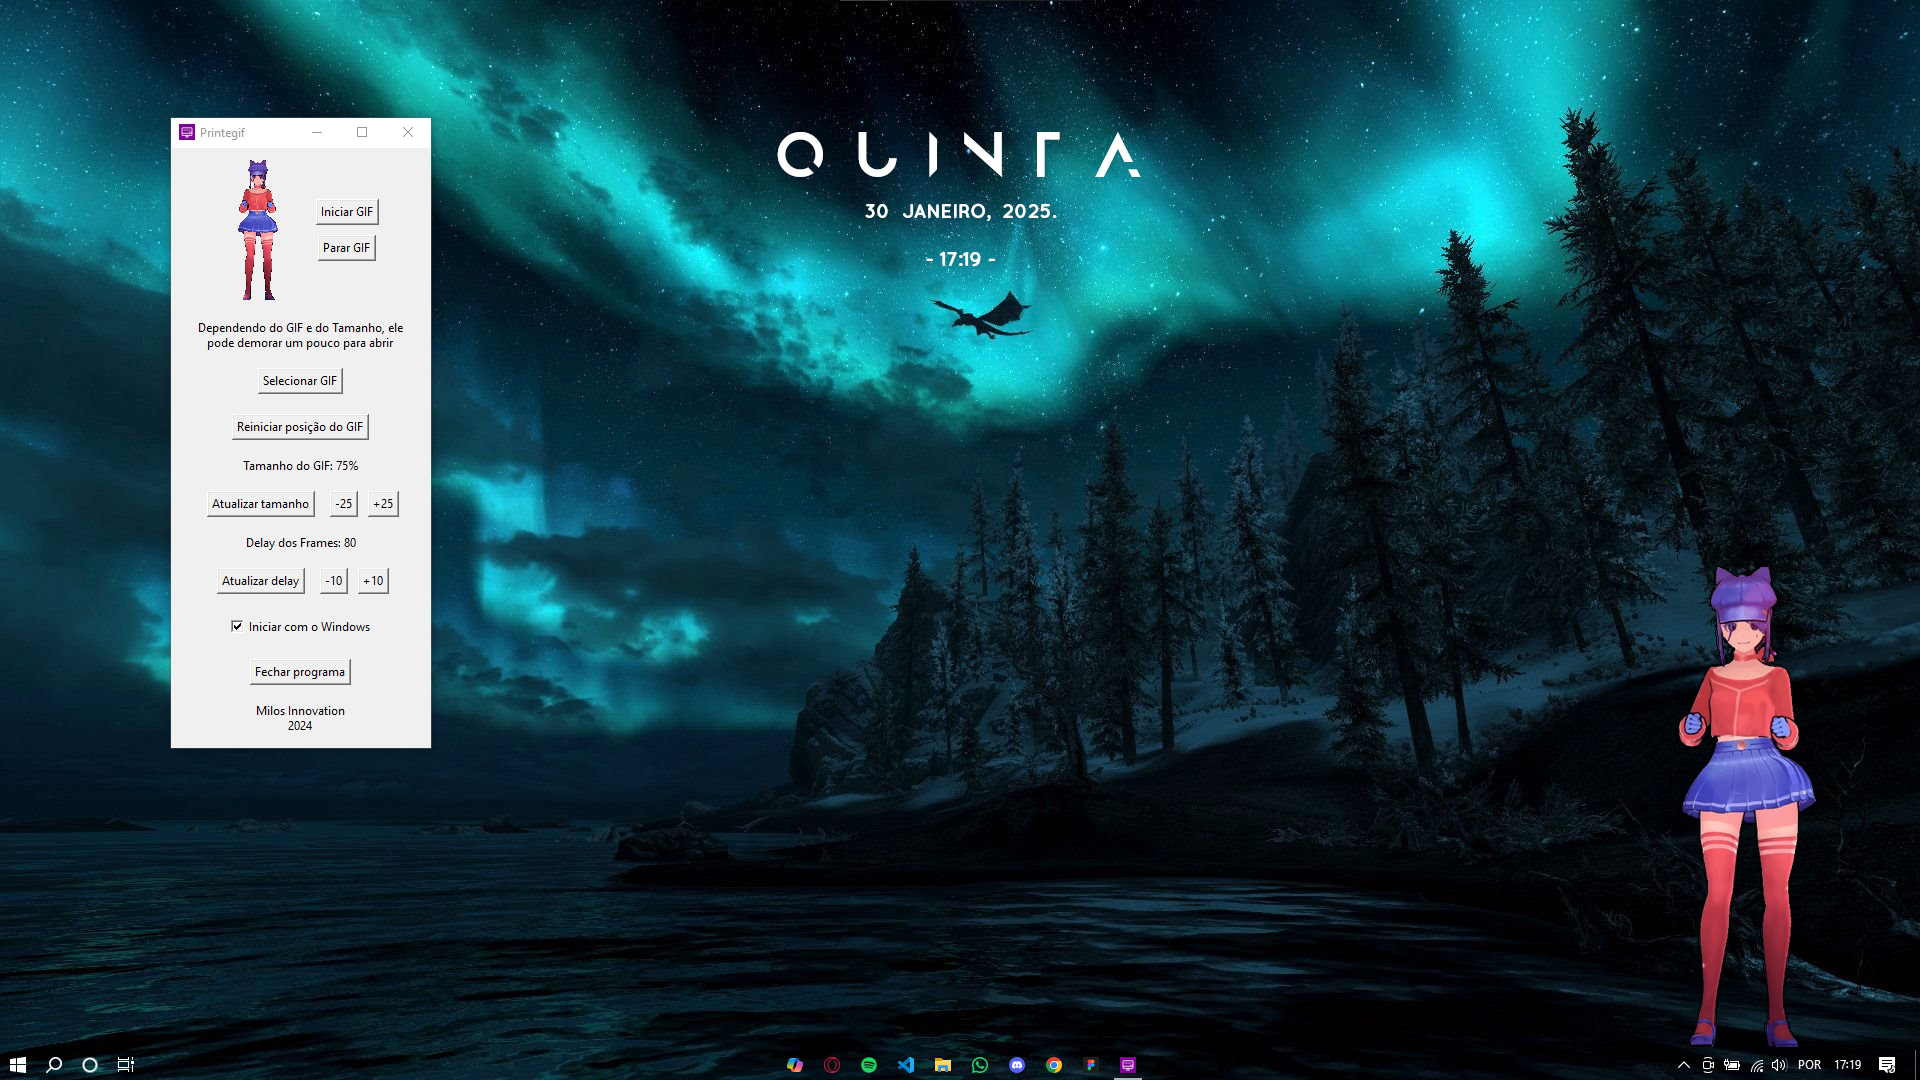 Printegif
Iniciar GIF
Parar GIF
Dependendo do GIF e do Tamanho, ele
pode demorar um pouco para abrir
Selecionar GIF
Reiniciar posição do GIF
Tamanho do GIF: 75%
Atualizar tamanho -25 +25
Delay dos Frames: 80
Atualizar delay -10 +10
Iniciar com o Windows
Fechar programa
Milos Innovation
2024
QUINTA
30 JANEIRO, 2025.
- 17:19 -
POR 17:19